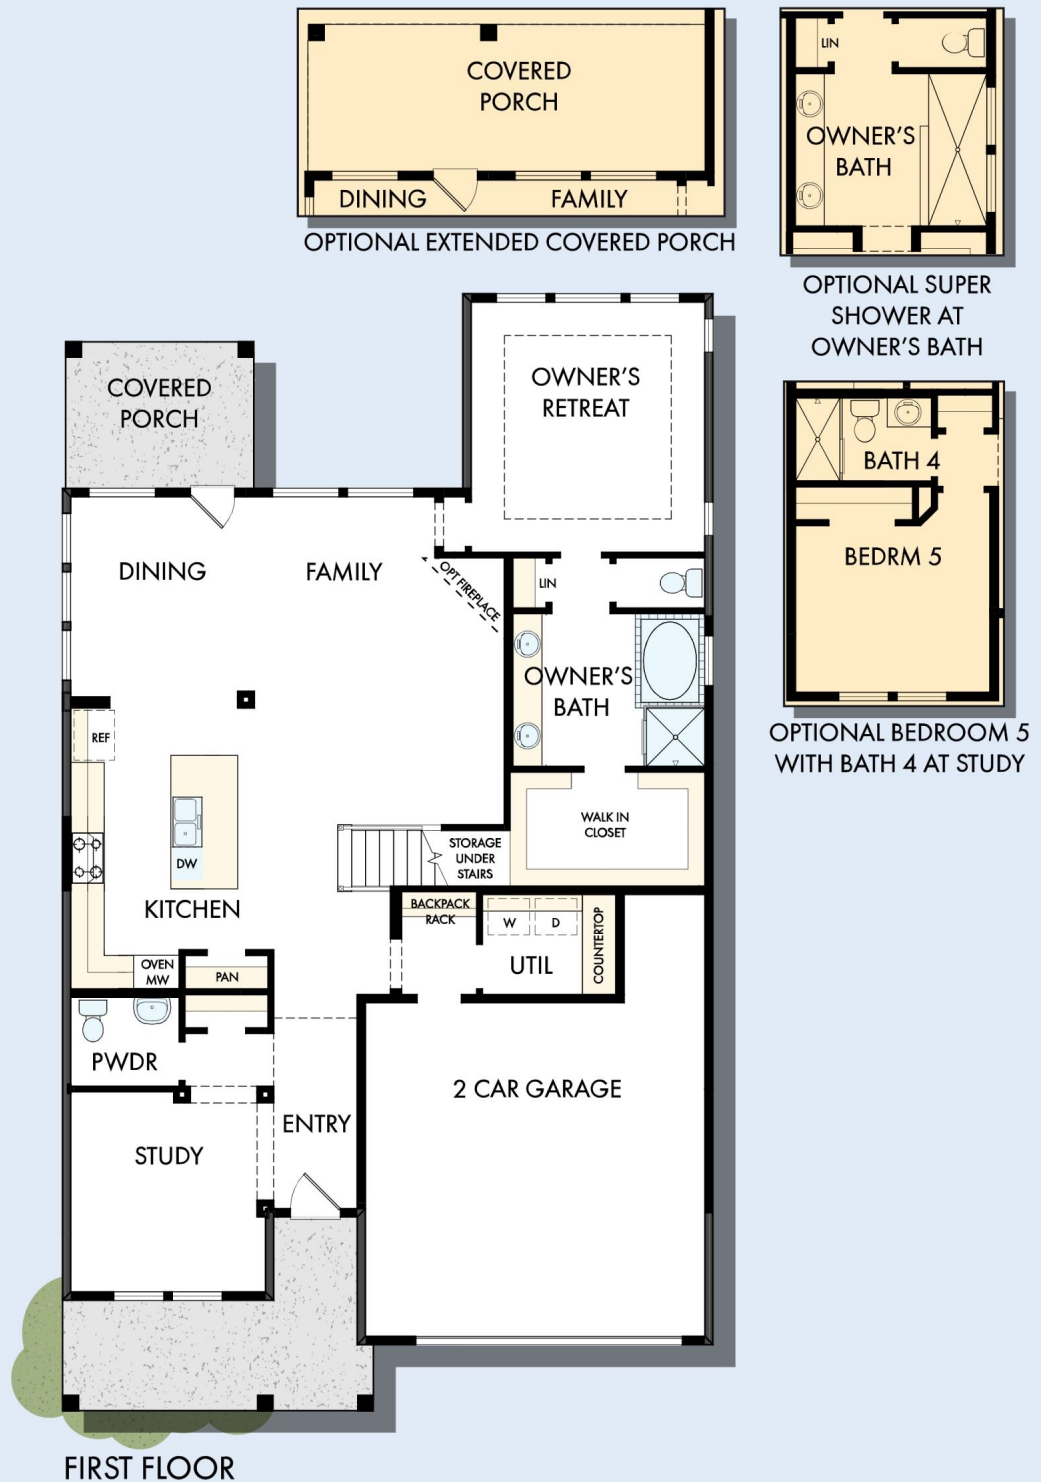 COVERED
PORCH
DINING
FAMILY
OPTIONAL EXTENDED COVERED PORCH
LIN
OWNER'S
BATH
OPTIONAL SUPER
SHOWER AT
OWNER'S BATH
COVERED
PORCH
OWNER'S
RETREAT
BATH 4
BEDRM 5
OPTIONAL BEDROOM 5
WITH BATH 4 AT STUDY
DINING
FAMILY
OPT FIREPLACE
LIN
OWNER'S
BATH
REF
WALK IN
CLOSET
STORAGE
UNDER
STAIRS
DW
KITCHEN
BACKPACK
RACK
W
D
COUNTERTOP
UTIL
OVEN
MW
PAN
PWDR
2 CAR GARAGE
ENTRY
STUDY
FIRST FLOOR